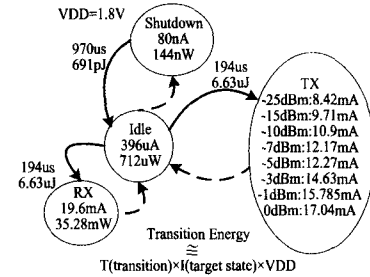 VDD=1.8V
Shutdown
80nA
144nW
970us
691pJ
194us
6.63uJ
TX
-25dBm:8.42mA
-15dBm:9.71mA
-10dBm:10.9mA
-7dBm:12.17mA
-5dBm:12.27mA
-3dBm:14.63mA
-1dBm:15.785mA
0dBm:17.04mA
Idle
396uA
712uW
194us
6.63uJ
RX
19.6mA
35.28mW
Transition Energy
≅
T(transition)×I(target state)×VDD